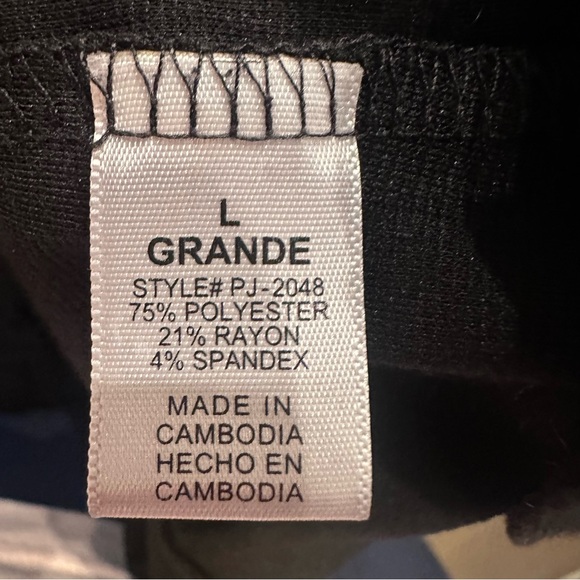 L
GRANDE
STYLE# PJ-2048
75% POLYESTER
21% RAYON
4% SPANDEX
MADE IN
CAMBODIA
HECHO EN
CAMBODIA